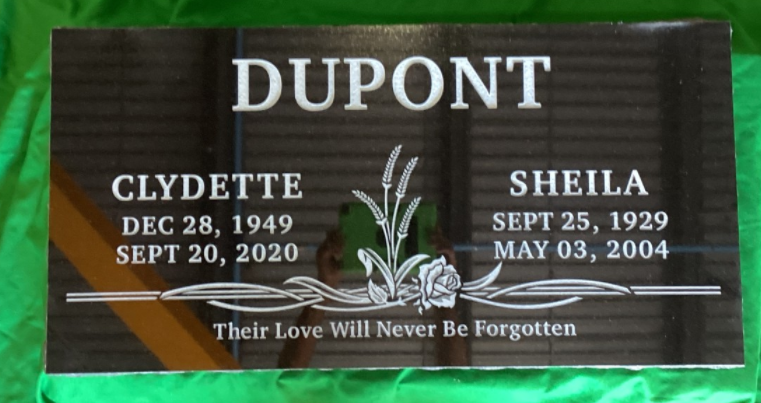 DUPONT
CLYDETTE
DEC 28, 1949
SEPT 20, 2020
SHEILA
SEPT 25, 1929
MAY 03, 2004
Their Love Will Never Be Forgotten